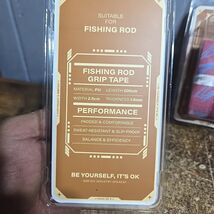 SUITABLE
FOR
FISHING ROD
FISHING ROD
GRIP TAPE
MATERIAL PU LENGTH
WIDTH THICKNESS
PERFORMANCE
PADDED & COMFORTABLE
SWEAT-RESISTANT & SLIP-PROOF
BALANCE & EFFICIENCY
BE YOURSELF, IT'S OK